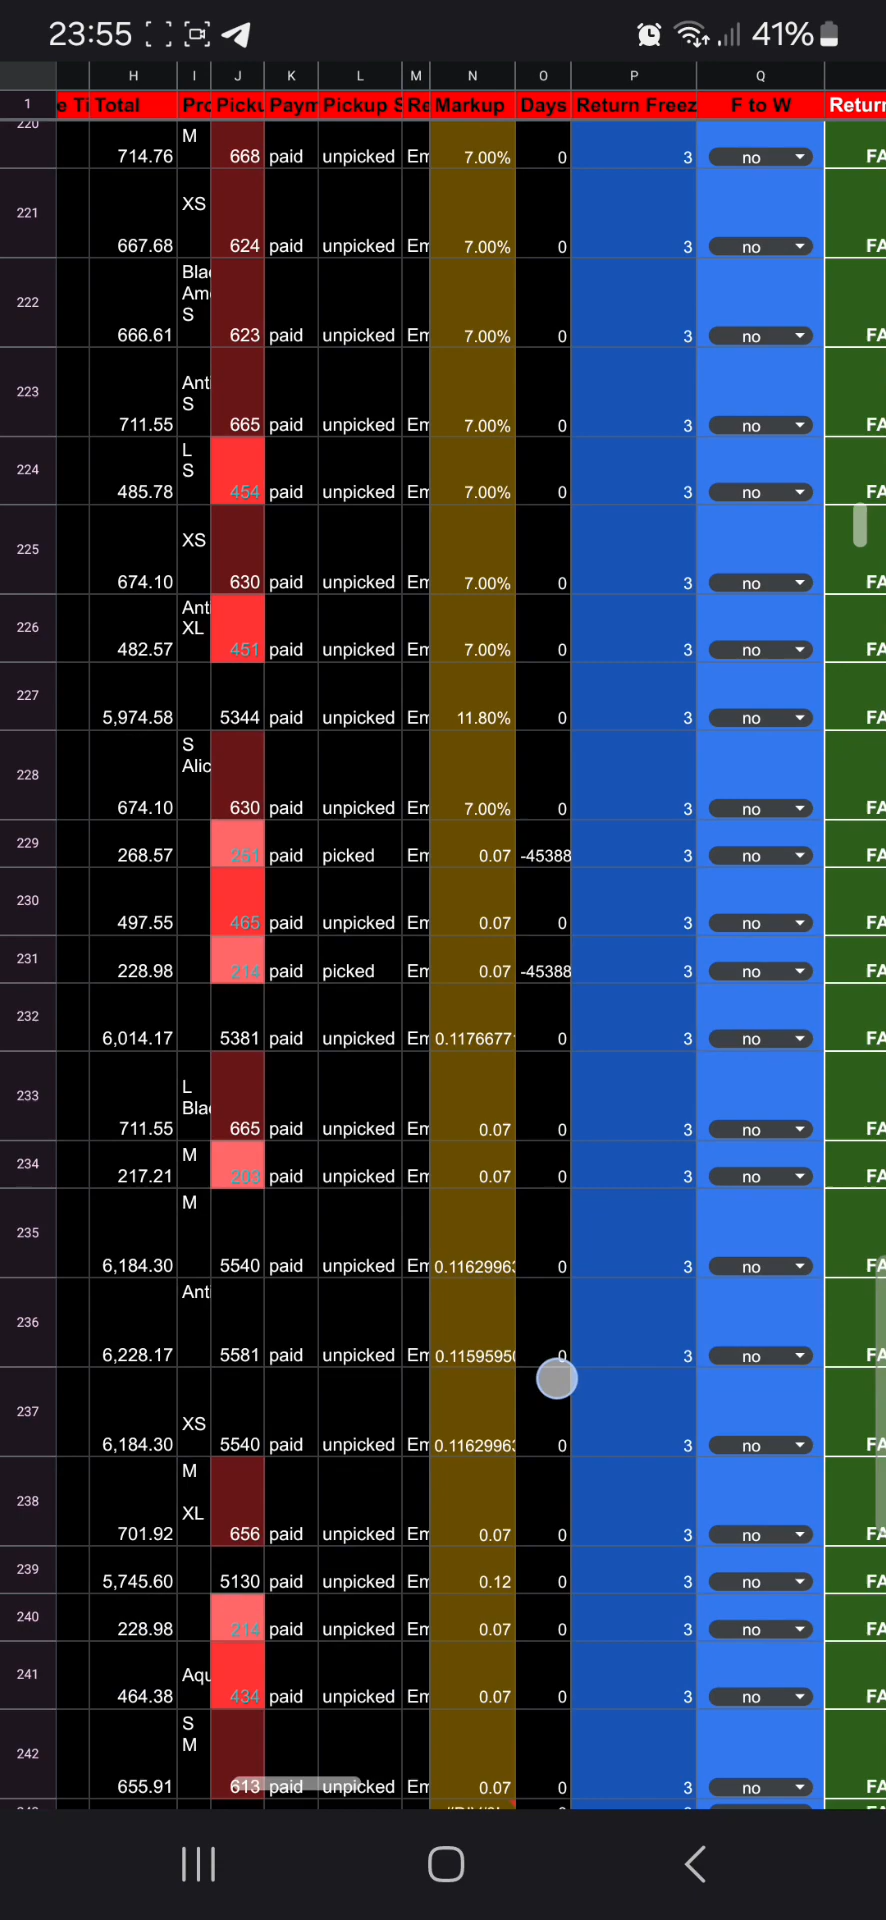 23:55 41%
H I J K L M N O P Q
1 e Ti Total Pro Picku Paym Pickup S Re Markup Days Return Freez F to W Return
220 M 714.76 668 paid unpicked Em 7.00% 0 3 no FA
221 XS 667.68 624 paid unpicked Em 7.00% 0 3 no FA
222 Blac
Ame
S
666.61 623 paid unpicked Em 7.00% 0 3 no FA
223 Anti
S
711.55 665 paid unpicked Em 7.00% 0 3 no FA
224 L
S
485.78 454 paid unpicked Em 7.00% 0 3 no FA
225 XS
674.10 630 paid unpicked Em 7.00% 0 3 no FA
226 Anti
XL
482.57 451 paid unpicked Em 7.00% 0 3 no FA
227 5,974.58 5344 paid unpicked Em 11.80% 0 3 no FA
228 S
Alic
674.10 630 paid unpicked Em 7.00% 0 3 no FA
229 268.57 251 paid picked Em 0.07 -45388 3 no FA
230 497.55 465 paid unpicked Em 0.07 0 3 no FA
231 228.98 214 paid picked Em 0.07 -45388 3 no FA
232 6,014.17 5381 paid unpicked Em 0.1176677 0 3 no FA
233 L
Blac
711.55 665 paid unpicked Em 0.07 0 3 no FA
234 M
217.21 203 paid unpicked Em 0.07 0 3 no FA
235 M
6,184.30 5540 paid unpicked Em 0.1162996 0 3 no FA
236 Anti
6,228.17 5581 paid unpicked Em 0.1159595 0 3 no FA
237 XS
6,184.30 5540 paid unpicked Em 0.1162996 0 3 no FA
238 M
XL
701.92 656 paid unpicked Em 0.07 0 3 no FA
239 5,745.60 5130 paid unpicked Em 0.12 0 3 no FA
240 228.98 214 paid unpicked Em 0.07 0 3 no FA
241 Aqu
464.38 434 paid unpicked Em 0.07 0 3 no FA
242 S
M
655.91 613 paid unpicked Em 0.07 0 3 no FA